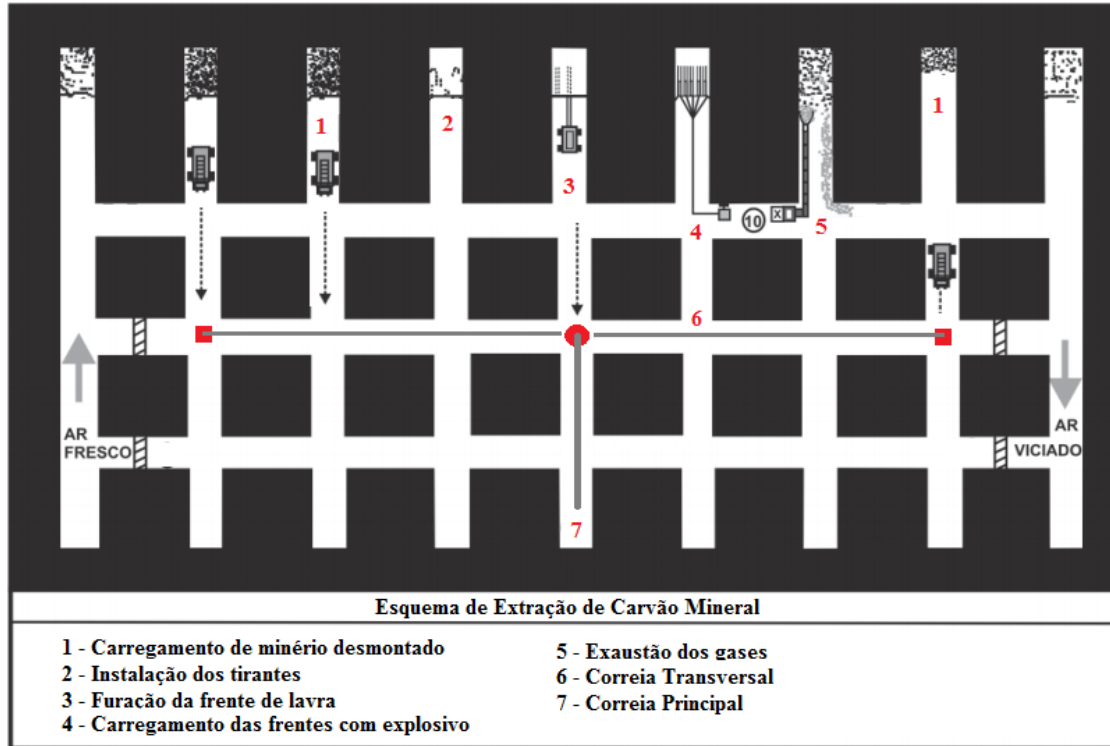 1
1
2
3
4
10
X
5
6
AR
FRESCO
AR
VICIADO
7
Esquema de Extração de Carvão Mineral
1 - Carregamento de minério desmontado
2 - Instalação dos tirantes
3 - Furação da frente de lavra
4 - Carregamento das frentes com explosivo
5 - Exaustão dos gases
6 - Correia Transversal
7 - Correia Principal